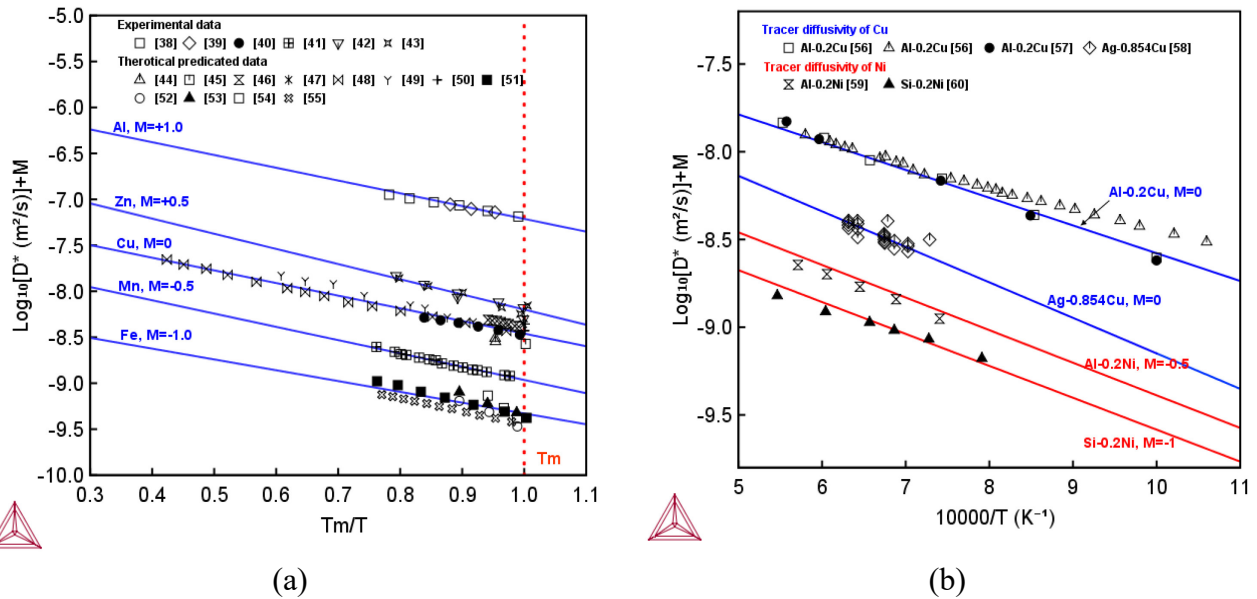 Experimental data
[38] [39] [40] [41] [42] [43]
Therotical predicated data
[44] [45] [46] [47] [48] [49] [50] [51]
[52] [53] [54] [55]
Al, M=+1.0
Zn, M=+0.5
Cu, M=0
Mn, M=-0.5
Fe, M=-1.0
Tm
-5.0
-5.5
-6.0
-6.5
-7.0
-7.5
-8.0
-8.5
-9.0
-9.5
-10.0
Log₁₀[D* (m²/s)]+M
0.3 0.4 0.5 0.6 0.7 0.8 0.9 1.0 1.1
Tm/T
(a)
Tracer diffusivity of Cu
Al-0.2Cu [56] Al-0.2Cu [56] Al-0.2Cu [57] Ag-0.854Cu [58]
Tracer diffusivity of Ni
Al-0.2Ni [59] Si-0.2Ni [60]
Al-0.2Cu, M=0
Ag-0.854Cu, M=0
Al-0.2Ni, M=-0.5
Si-0.2Ni, M=-1
-7.5
-8.0
-8.5
-9.0
-9.5
Log₁₀[D* (m²/s)]+M
5 6 7 8 9 10 11
10000/T (K⁻¹)
(b)